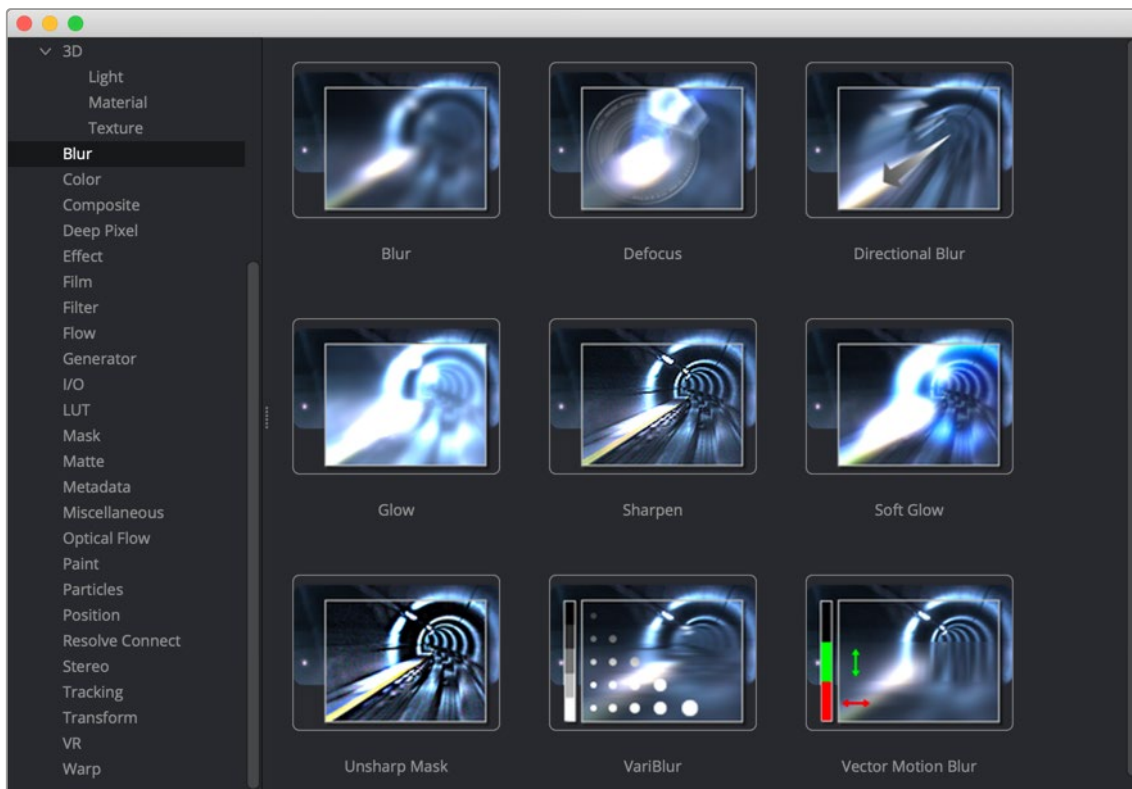 3D
Light
Material
Texture
Blur
Color
Composite
Deep Pixel
Effect
Film
Filter
Flow
Generator
I/O
LUT
Mask
Matte
Metadata
Miscellaneous
Optical Flow
Paint
Particles
Position
Resolve Connect
Stereo
Tracking
Transform
VR
Warp
Blur
Defocus
Directional Blur
Glow
Sharpen
Soft Glow
Unsharp Mask
VariBlur
Vector Motion Blur